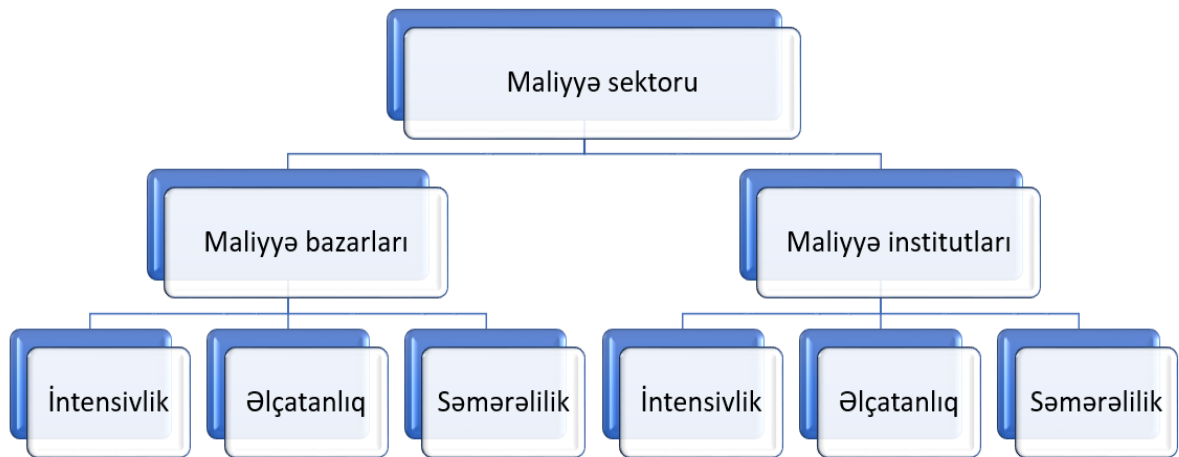 Maliyyə sektoru
Maliyyə bazarları
Maliyyə institutları
İntensivlik
Əlçatanlıq
Səmərəlilik
İntensivlik
Əlçatanlıq
Səmərəlilik